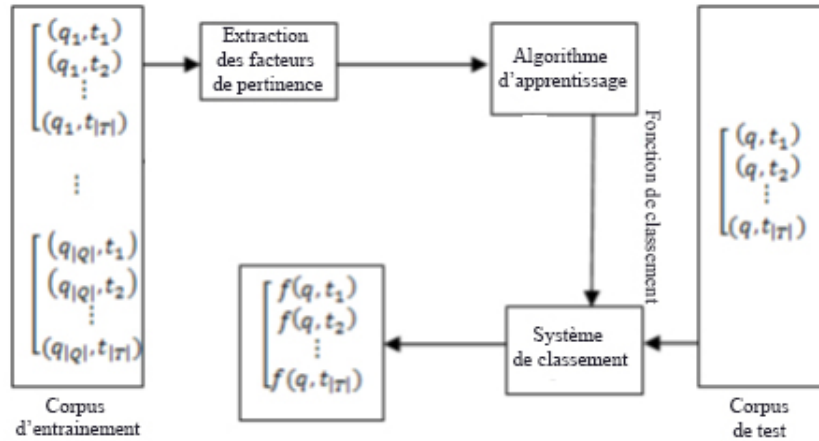 (q₁, t₁)
(q₁, t₂)
⋮
(q₁, t|T|)
⋮
(q|Q|, t₁)
(q|Q|, t₂)
⋮
(q|Q|, t|T|)
Corpus
d'entrainement
Extraction
des facteurs
de pertinence
Algorithme
d'apprentissage
Fonction de classement
Système
de classement
f(q, t₁)
f(q, t₂)
⋮
f(q, t|T|)
(q, t₁)
(q, t₂)
⋮
(q, t|T|)
Corpus
de test